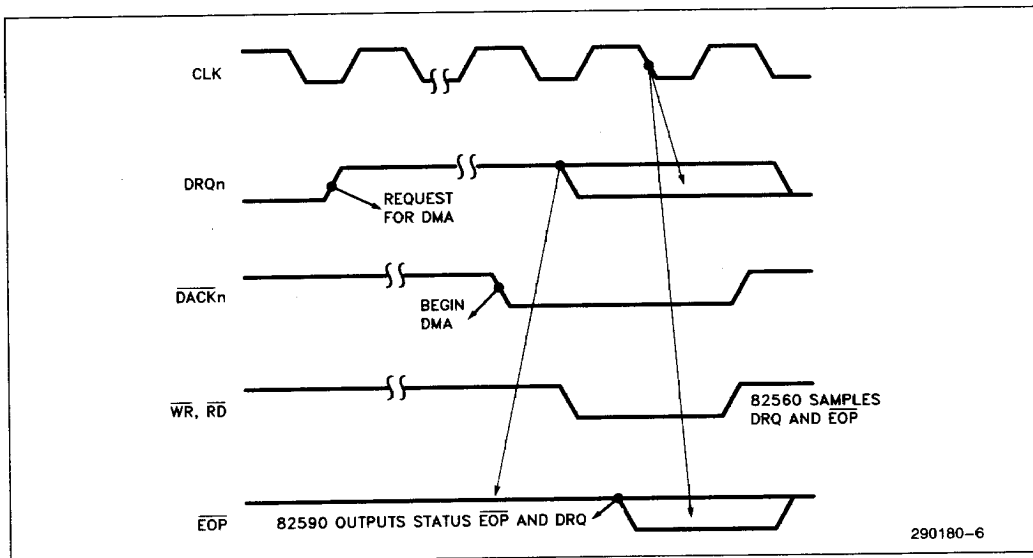 CLK
DRQn
REQUEST
FOR DMA
DACKn
BEGIN
DMA
WR, RD
82560 SAMPLES
DRQ AND EOP
EOP
82590 OUTPUTS STATUS EOP AND DRQ
290180-6